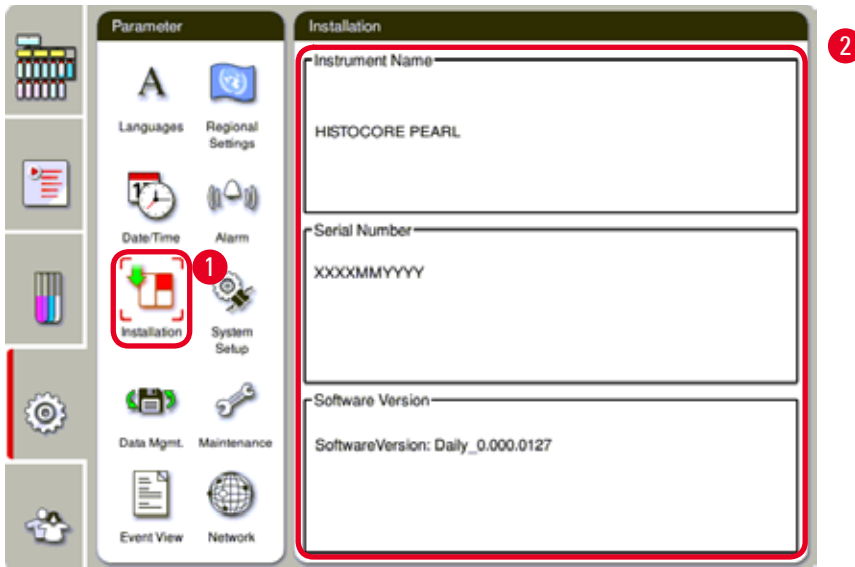 Parameter
A
Languages
Regional
Settings
Date/Time
Alarm
1
Installation
System
Setup
Data Mgmt.
Maintenance
Event View
Network
Installation
2
Instrument Name
HISTOCORE PEARL
Serial Number
XXXXMMYYYY
Software Version
SoftwareVersion: Daily_0.000.0127